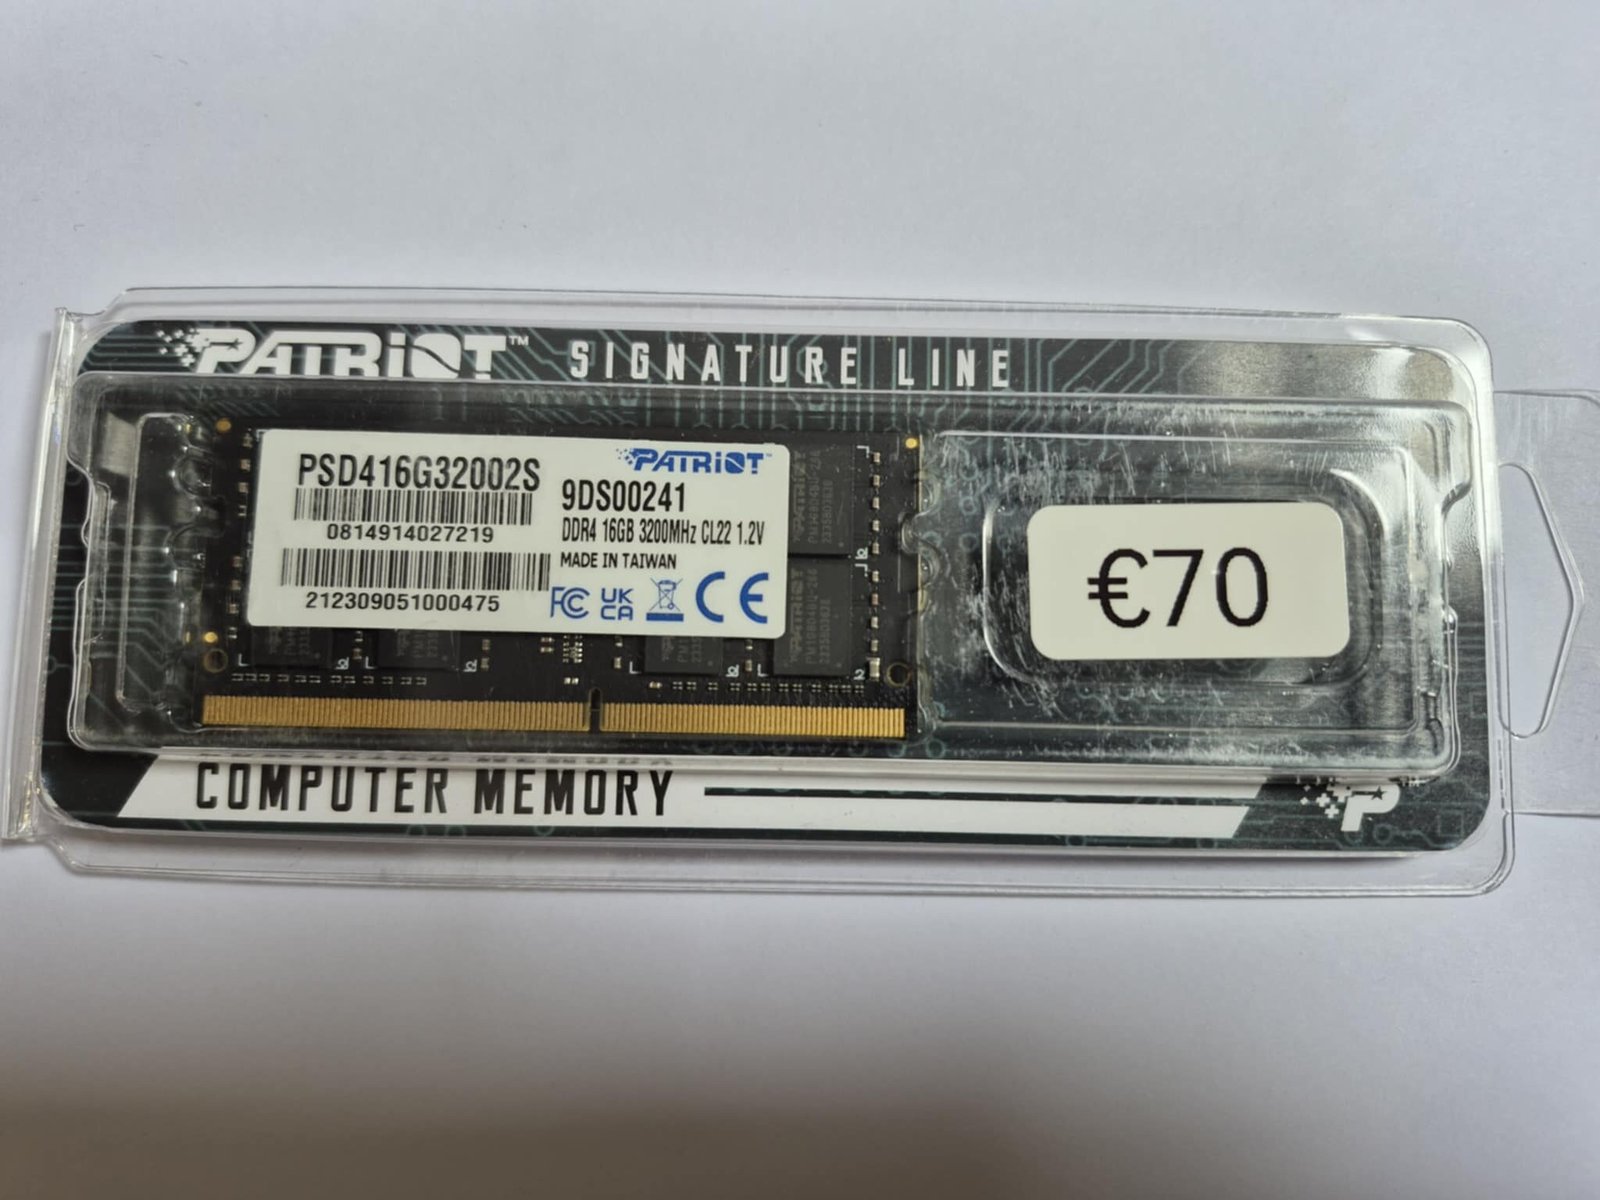 PATRiOT™ SIGNATURE LINE
PSD416G32002S
0814914027219
212309051000475
PATRiOT™
9DS00241
DDR4 16GB 3200MHz CL22 1.2V
MADE IN TAIWAN
FC UK CA CE
€70
COMPUTER MEMORY
P